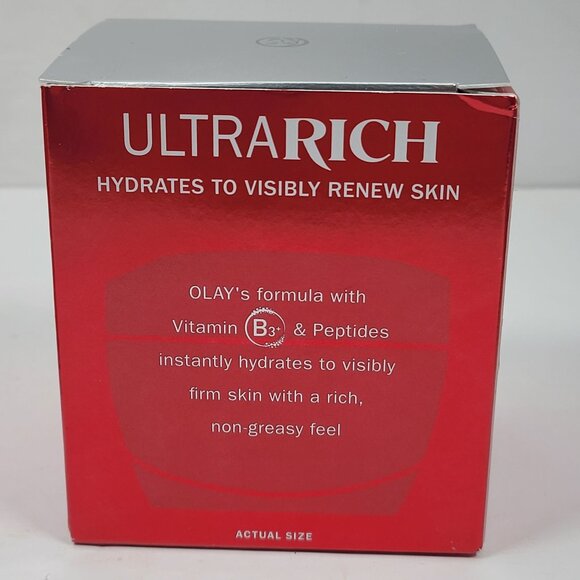 ULTRARICH
HYDRATES TO VISIBLY RENEW SKIN
OLAY's formula with
Vitamin B3+ & Peptides
instantly hydrates to visibly
firm skin with a rich,
non-greasy feel
ACTUAL SIZE